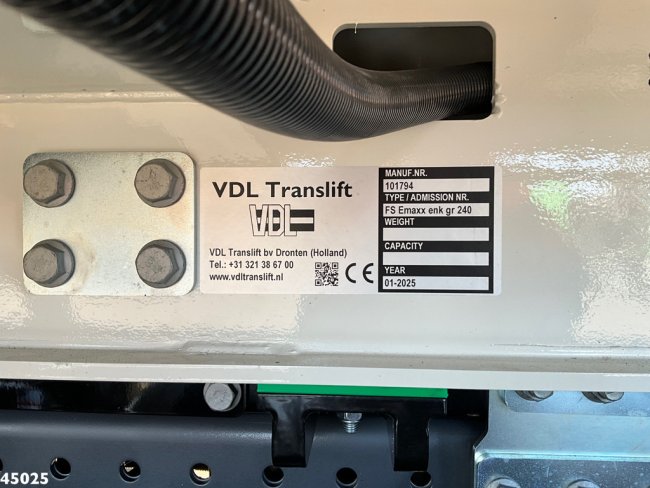 VDL Translift
VDL
VDL Translift bv Dronten (Holland)
Tel.: +31 321 38 67 00
www.vdltranslift.nl
CE
MANUF.NR.
101794
TYPE / ADMISSION NR.
FS Emaxx enk gr 240
WEIGHT
CAPACITY
YEAR
01-2025
45025